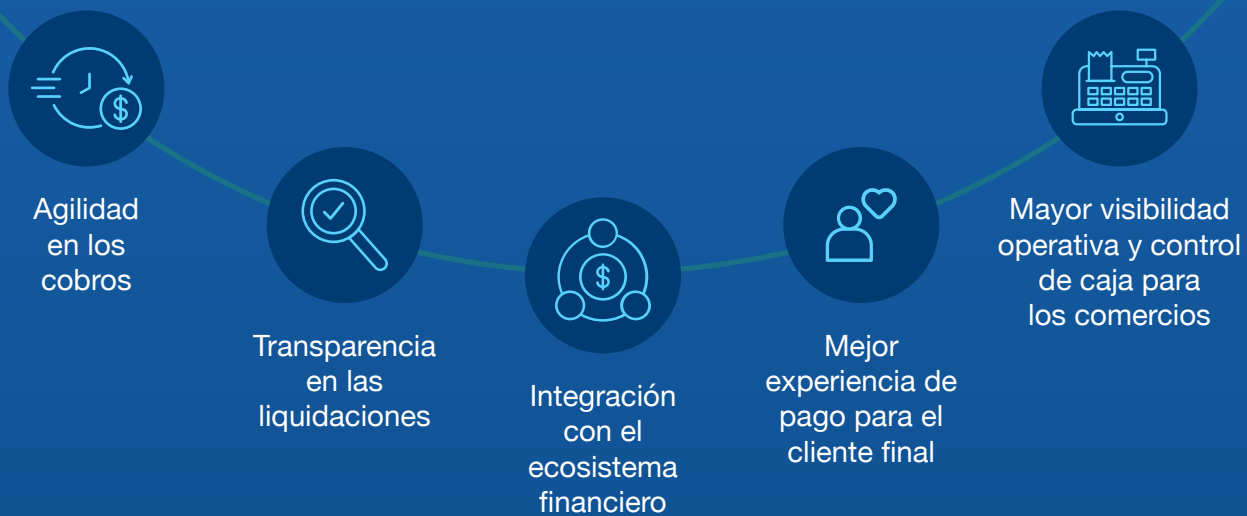 Agilidad
en los
cobros
Transparencia
en las
liquidaciones
Integración
con el
ecosistema
financiero
Mejor
experiencia de
pago para el
cliente final
Mayor visibilidad
operativa y control
de caja para
los comercios